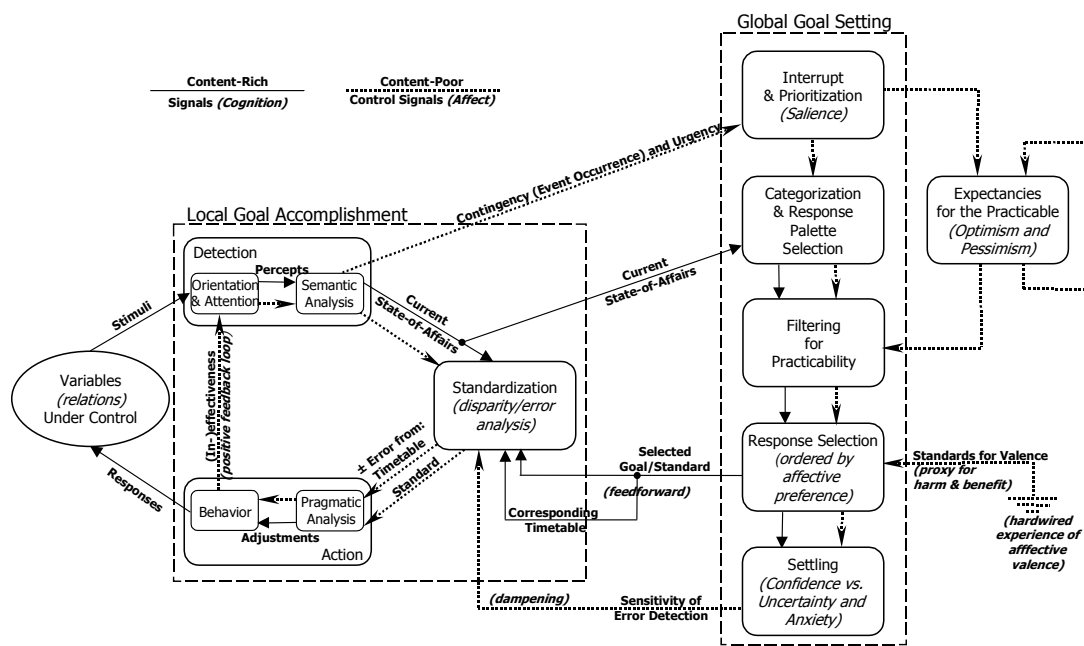 Global Goal Setting
Content-Rich
Signals (Cognition)
Content-Poor
Control Signals (Affect)
Interrupt
& Prioritization
(Salience)
Contingency (Event Occurrence) and Urgency
Categorization
& Response
Palette
Selection
Expectancies
for the Practicable
(Optimism and
Pessimism)
Local Goal Accomplishment
Detection
Percepts
Orientation
& Attention
Semantic
Analysis
Current
State-of-Affairs
Current
State-of-Affairs
Stimuli
Filtering
for
Practicability
Variables
(relations)
Under Control
(In-)effectiveness
(positive feedback loop)
Standardization
(disparity/error
analysis)
± Error from:
Timetable
Standard
Selected
Goal/Standard
(feedforward)
Corresponding
Timetable
Response Selection
(ordered by
affective
preference)
Standards for Valence
(proxy for
harm & benefit)
(hardwired
experience of
afffective
valence)
Responses
Behavior
Pragmatic
Analysis
Adjustments
Action
Settling
(Confidence vs.
Uncertainty and
Anxiety)
(dampening)
Sensitivity of
Error Detection